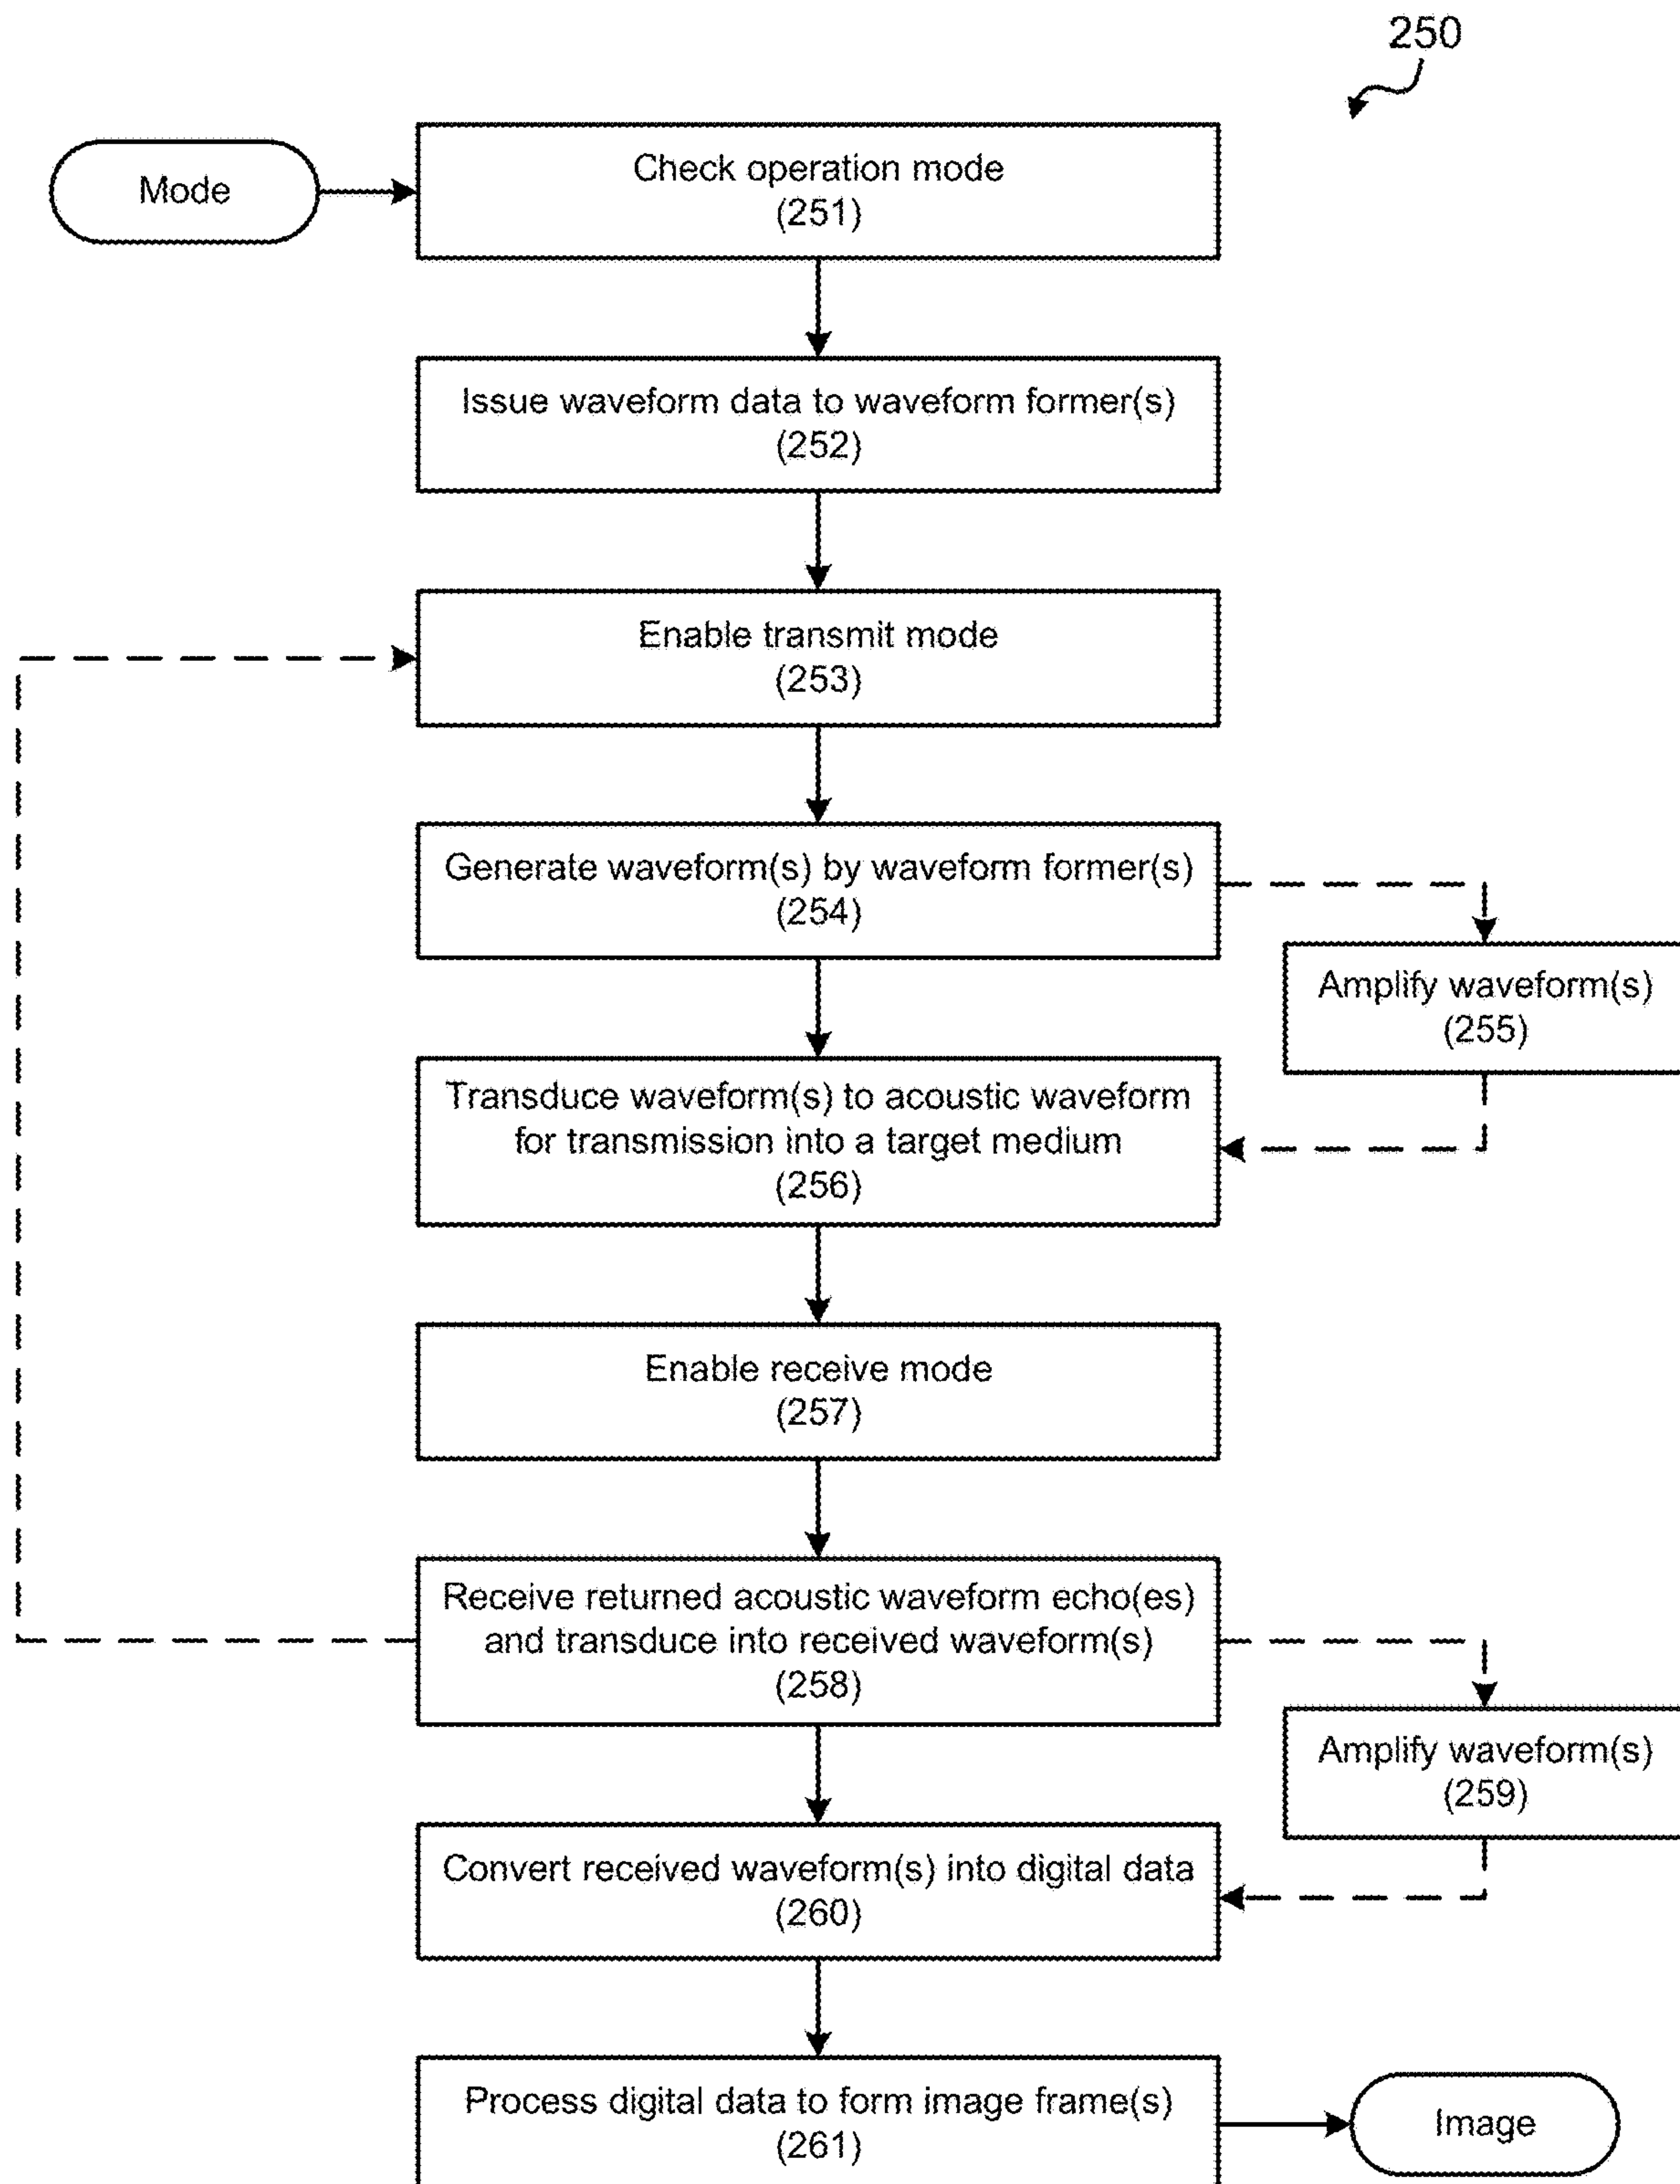 250
Mode
Check operation mode
(251)
Issue waveform data to waveform former(s)
(252)
Enable transmit mode
(253)
Generate waveform(s) by waveform former(s)
(254)
Amplify waveform(s)
(255)
Transduce waveform(s) to acoustic waveform
for transmission into a target medium
(256)
Enable receive mode
(257)
Receive returned acoustic waveform echo(es)
and transduce into received waveform(s)
(258)
Amplify waveform(s)
(259)
Convert received waveform(s) into digital data
(260)
Process digital data to form image frame(s)
(261)
Image